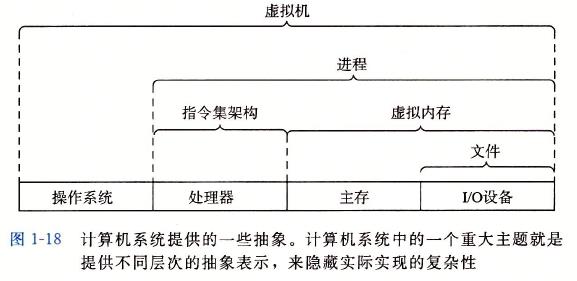 虚拟机
进程
指令集架构
虚拟内存
文件
操作系统
处理器
主存
I/O设备
图 1-18 计算机系统提供的一些抽象。计算机系统中的一个重大主题就是
提供不同层次的抽象表示，来隐藏实际实现的复杂性